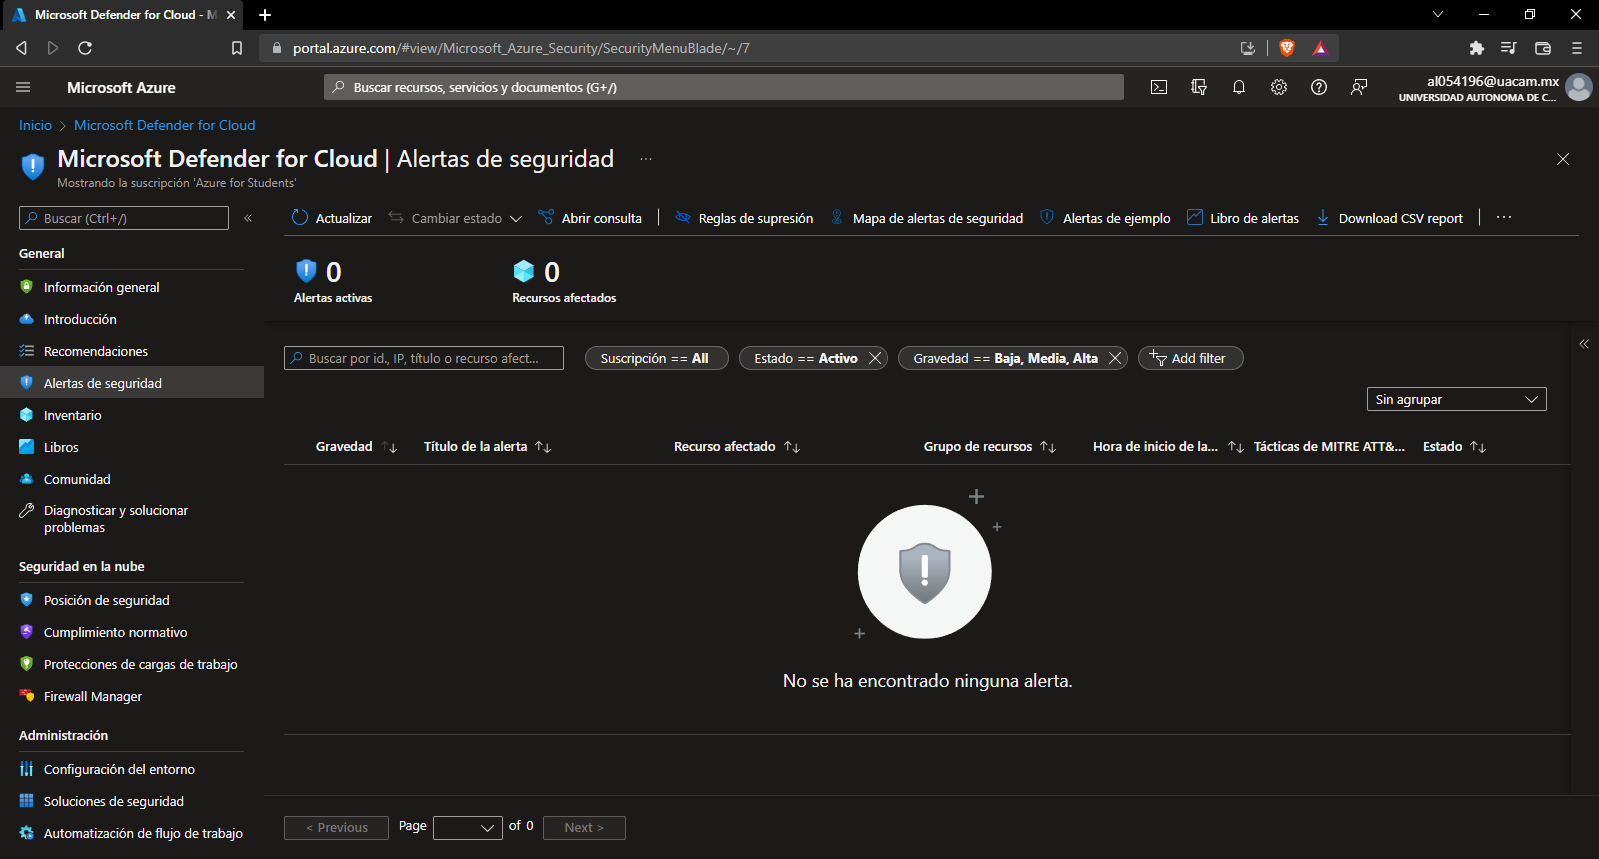 Microsoft Defender for Cloud - M
portal.azure.com/#view/Microsoft_Azure_Security/SecurityMenuBlade/~/7
Microsoft Azure
Buscar recursos, servicios y documentos (G+/)
al054196@uacam.mx
UNIVERSIDAD AUTONOMA DE C...
Inicio > Microsoft Defender for Cloud
Microsoft Defender for Cloud | Alertas de seguridad ...
Mostrando la suscripción 'Azure for Students'
Buscar (Ctrl+/) «
General
Información general
Introducción
Recomendaciones
Alertas de seguridad
Inventario
Libros
Comunidad
Diagnosticar y solucionar
problemas
Seguridad en la nube
Posición de seguridad
Cumplimiento normativo
Protecciones de cargas de trabajo
Firewall Manager
Administración
Configuración del entorno
Soluciones de seguridad
Automatización de flujo de trabajo
Actualizar Cambiar estado Abrir consulta | Reglas de supresión Mapa de alertas de seguridad Alertas de ejemplo Libro de alertas Download CSV report | ...
0 0
Alertas activas Recursos afectados
Buscar por id., IP, título o recurso afect... Suscripción == All Estado == Activo Gravedad == Baja, Media, Alta Add filter «
Sin agrupar
Gravedad ↑↓ Título de la alerta ↑↓ Recurso afectado ↑↓ Grupo de recursos ↑↓ Hora de inicio de la... ↑↓ Tácticas de MITRE ATT&... Estado ↑↓
No se ha encontrado ninguna alerta.
< Previous Page of 0 Next >